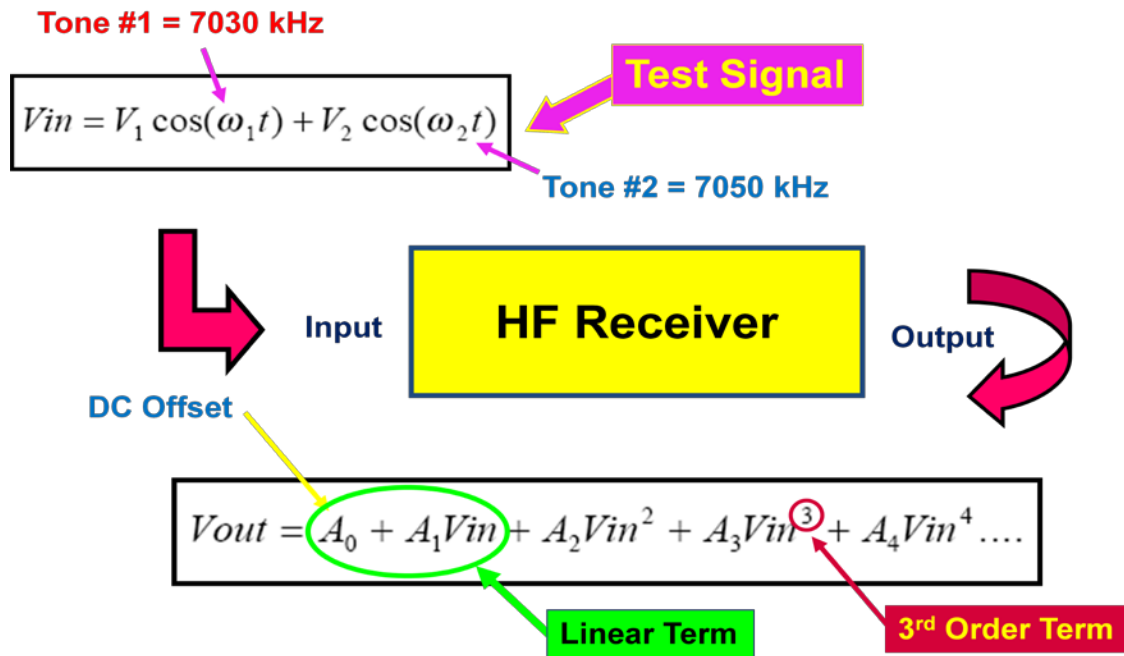 Tone #1 = 7030 kHz
Test Signal
Vin = V₁ cos(ω₁t) + V₂ cos(ω₂t)
Tone #2 = 7050 kHz
Input
HF Receiver
Output
DC Offset
Vout = A₀ + A₁Vin + A₂Vin² + A₃Vin³ + A₄Vin⁴ ....
Linear Term
3rd Order Term